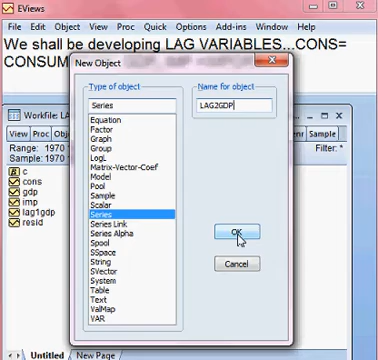 EViews
File Edit Object View Proc Quick Options Add-ins Window
We shall be developing LAG VARIABLES...CONS=
CONSUM
New Object
Type of object
Name for object
Series
LAG2GDP
Equation
Factor
Graph
Group
LogL
Matrix-Vector-Coef
Model
Pool
Sample
Scalar
Series
Series Link
Series Alpha
Spool
SSpace
String
SVector
System
Table
Text
ValMap
VAR
OK
Cancel
Workfile: LA
View Proc Obj
Sample
Range: 1970
Sample: 1970
Filter: *
c
cons
gdp
imp
lag1gdp
resid
Untitled New Page